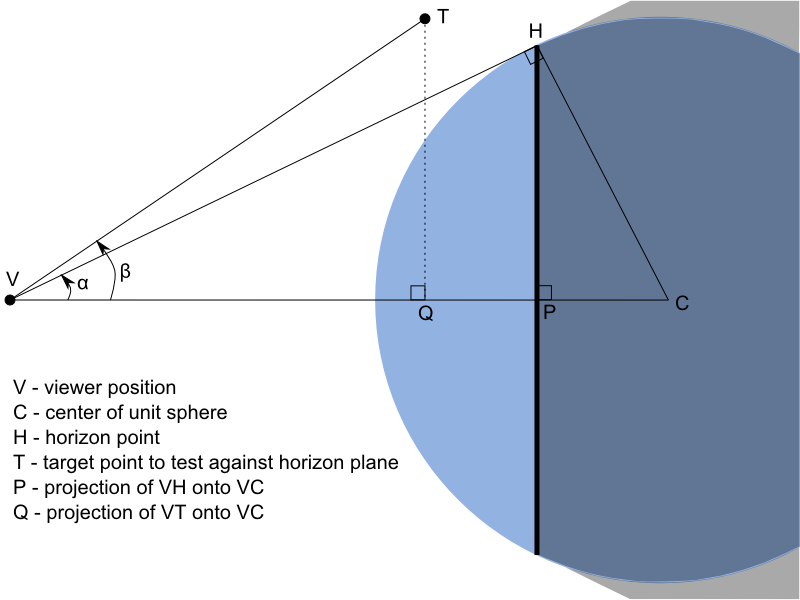 T
H
V
α
β
Q
P
C
V - viewer position
C - center of unit sphere
H - horizon point
T - target point to test against horizon plane
P - projection of VH onto VC
Q - projection of VT onto VC